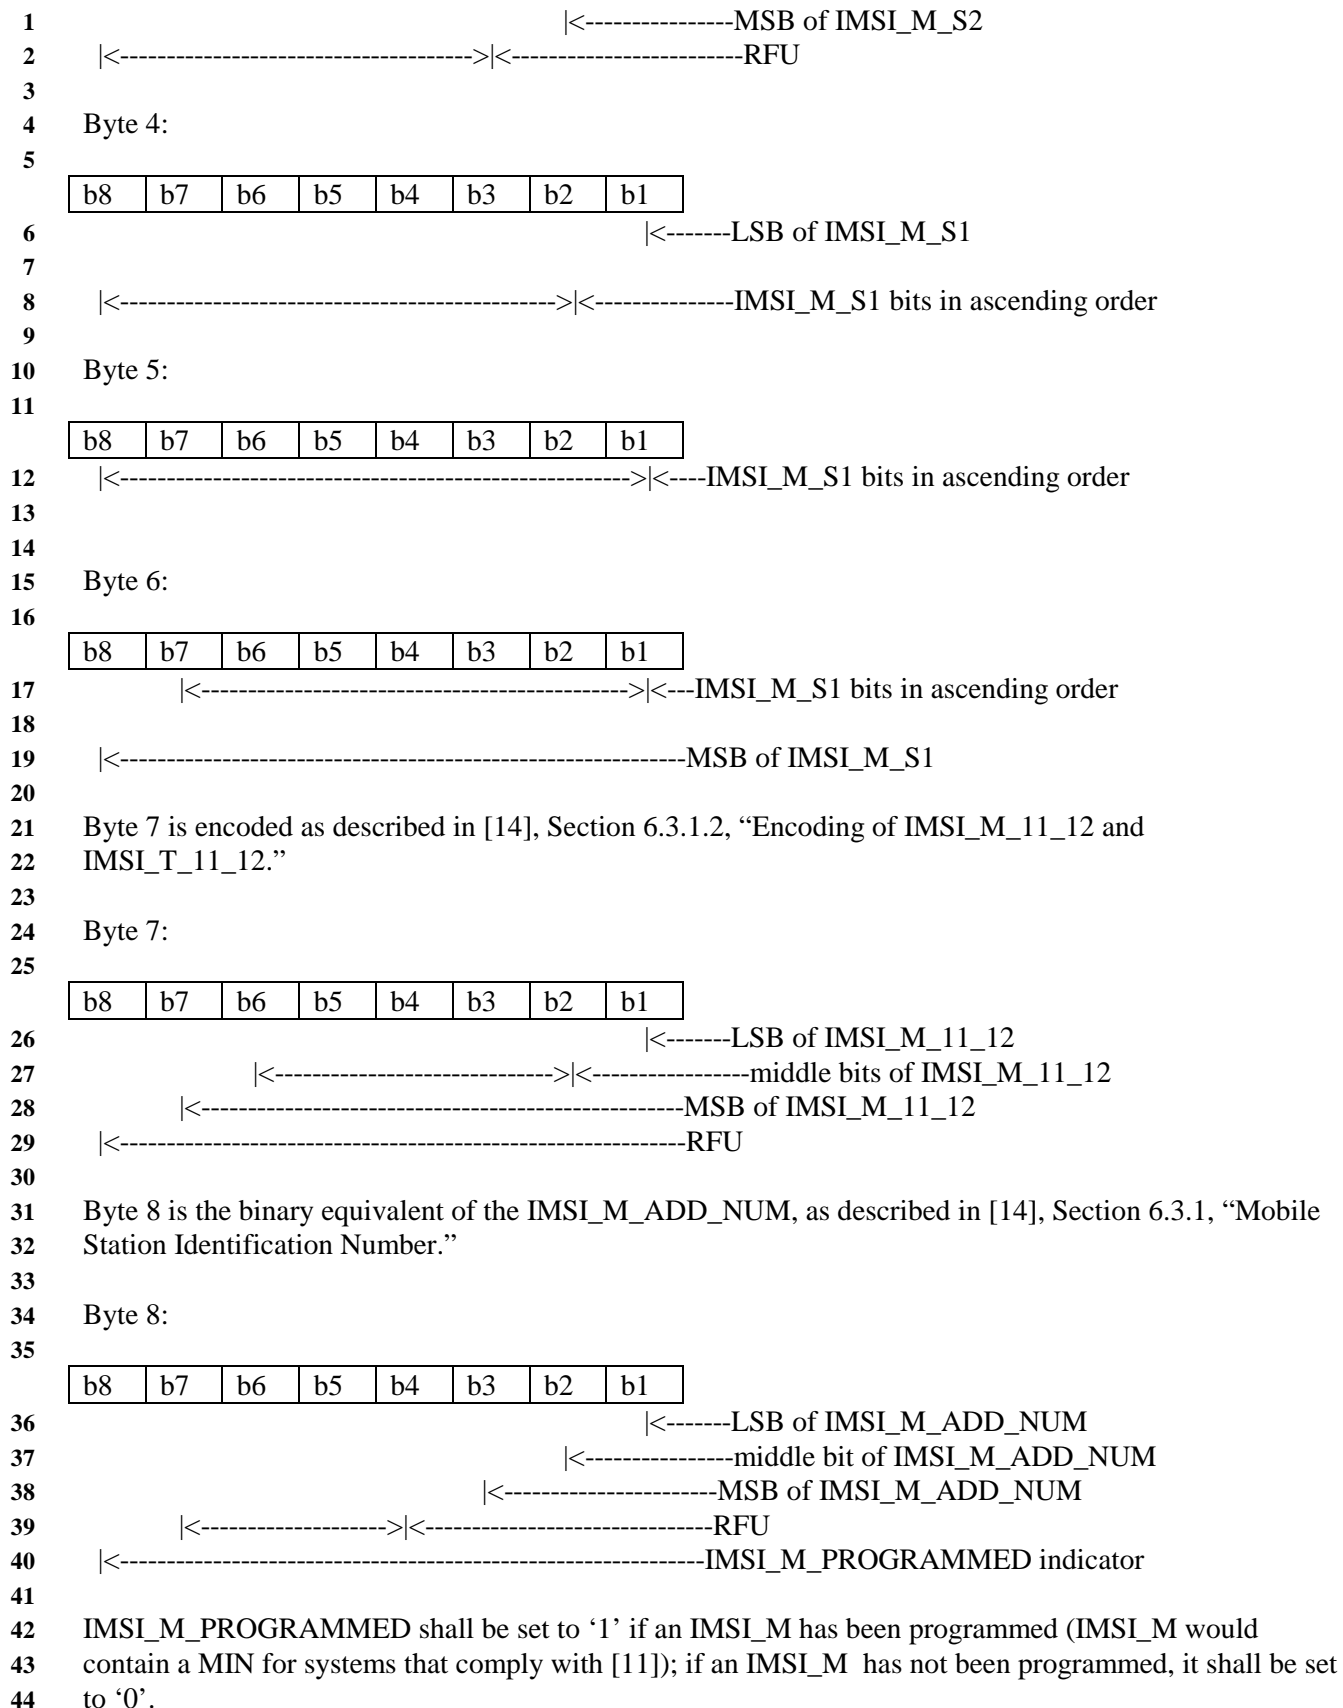 1 |<----------------MSB of IMSI_M_S2
2 |<-------------------------------------->|<-------------------------RFU
3
4 Byte 4:
5
b8 b7 b6 b5 b4 b3 b2 b1
6 |<-------LSB of IMSI_M_S1
7
8 |<----------------------------------------------->|<---------------IMSI_M_S1 bits in ascending order
9
10 Byte 5:
11
b8 b7 b6 b5 b4 b3 b2 b1
12 |<------------------------------------------------------->|<----IMSI_M_S1 bits in ascending order
13
14
15 Byte 6:
16
b8 b7 b6 b5 b4 b3 b2 b1
17 |<---------------------------------------------->|<---IMSI_M_S1 bits in ascending order
18
19 |<-------------------------------------------------------------MSB of IMSI_M_S1
20
21 Byte 7 is encoded as described in [14], Section 6.3.1.2, “Encoding of IMSI_M_11_12 and
22 IMSI_T_11_12.”
23
24 Byte 7:
25
b8 b7 b6 b5 b4 b3 b2 b1
26 |<-------LSB of IMSI_M_11_12
27 |<------------------------------>|<-----------------middle bits of IMSI_M_11_12
28 |<----------------------------------------------------MSB of IMSI_M_11_12
29 |<-------------------------------------------------------------RFU
30
31 Byte 8 is the binary equivalent of the IMSI_M_ADD_NUM, as described in [14], Section 6.3.1, “Mobile
32 Station Identification Number.”
33
34 Byte 8:
35
b8 b7 b6 b5 b4 b3 b2 b1
36 |<-------LSB of IMSI_M_ADD_NUM
37 |<----------------middle bit of IMSI_M_ADD_NUM
38 |<-----------------------MSB of IMSI_M_ADD_NUM
39 |<-------------------->|<-------------------------------RFU
40 |<---------------------------------------------------------------IMSI_M_PROGRAMMED indicator
41
42 IMSI_M_PROGRAMMED shall be set to ‘1’ if an IMSI_M has been programmed (IMSI_M would
43 contain a MIN for systems that comply with [11]); if an IMSI_M has not been programmed, it shall be set
44 to ‘0’.